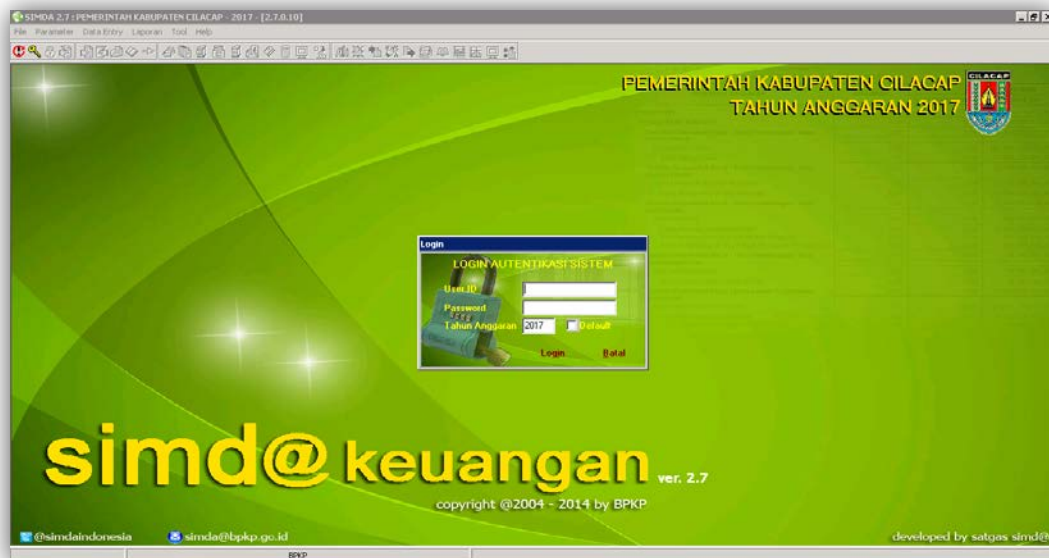 SIMDA 2.7 : PEMERINTAH KABUPATEN CILACAP - 2017 - [2.7.0.10]
File Parameter Data Entry Laporan Tool Help
PEMERINTAH KABUPATEN CILACAP
TAHUN ANGGARAN 2017
CILACAP
Login
LOGIN AUTENTIKASI SISTEM
User ID
Password
Tahun Anggaran 2017 Default
Login Batal
simd@ keuangan ver. 2.7
copyright @2004 - 2014 by BPKP
@simdaindonesia simda@bpkp.go.id developed by satgas simd@
BPKP